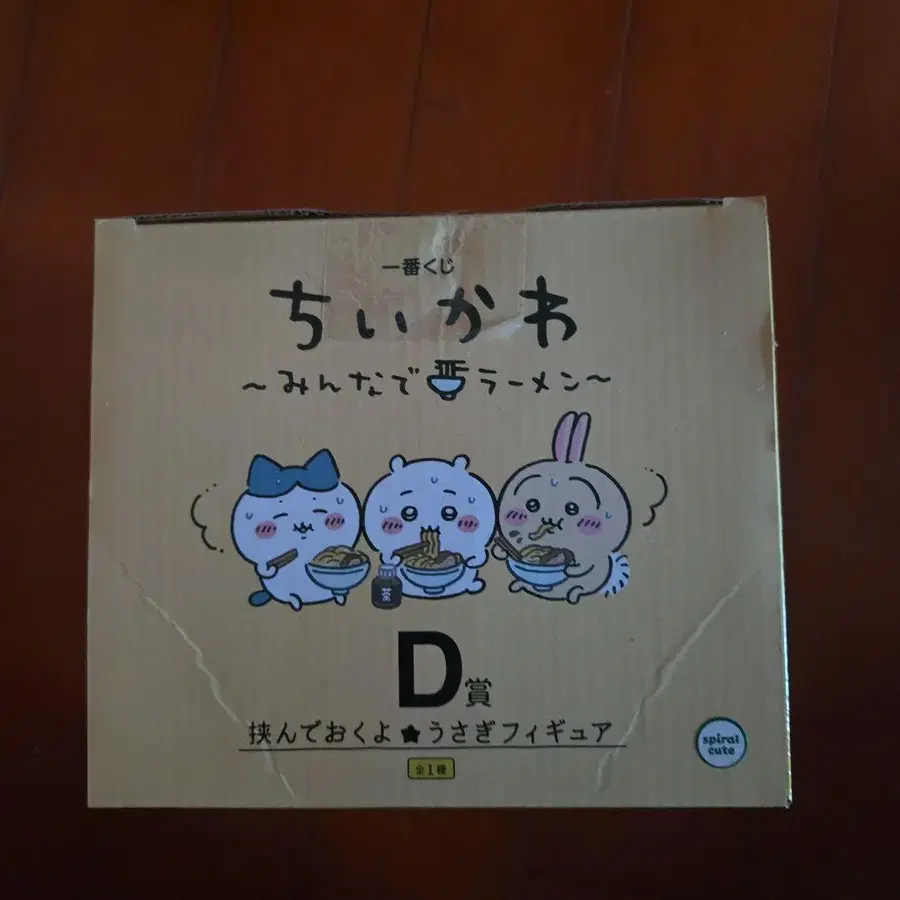 一番くじ
ちいかわ
～みんなでラーメン～
茶
D賞
挟んでおくよ★うさぎフィギュア
全1種
spiral
cute